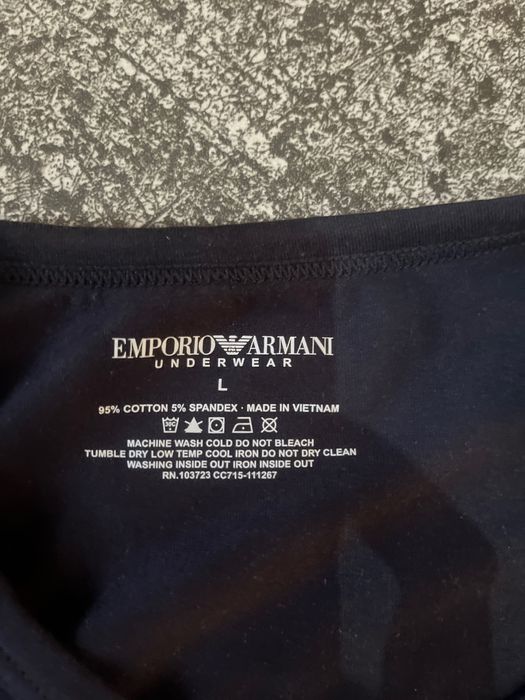 EMPORIO ARMANI
UNDERWEAR
L
95% COTTON 5% SPANDEX · MADE IN VIETNAM
30C
MACHINE WASH COLD DO NOT BLEACH
TUMBLE DRY LOW TEMP COOL IRON DO NOT DRY CLEAN
WASHING INSIDE OUT IRON INSIDE OUT
RN.103723 CC715-111267